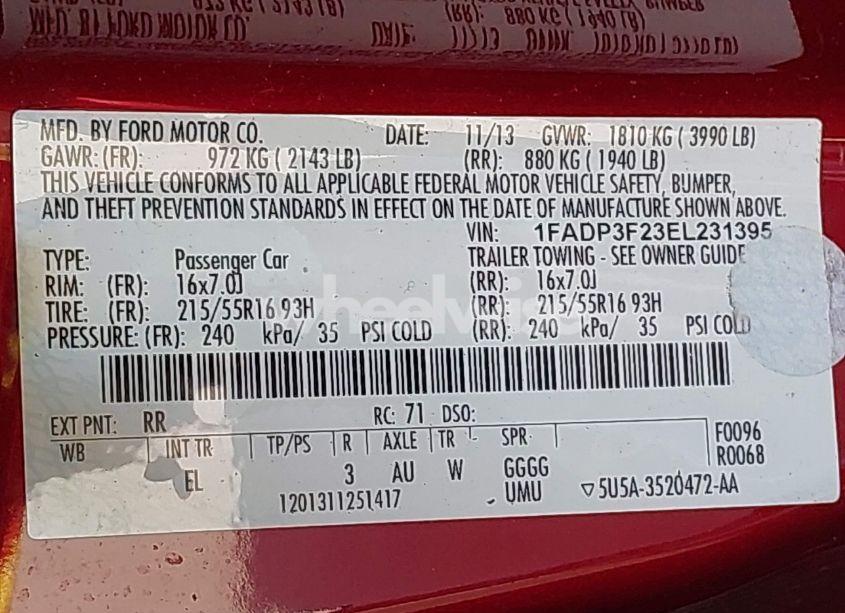 MFD. BY FORD MOTOR CO. DATE: 11/13 GVWR: 1810 KG ( 3990 LB)
GAWR: (FR): 972 KG ( 2143 LB) (RR): 880 KG ( 1940 LB)
THIS VEHICLE CONFORMS TO ALL APPLICABLE FEDERAL MOTOR VEHICLE SAFETY, BUMPER,
AND THEFT PREVENTION STANDARDS IN EFFECT ON THE DATE OF MANUFACTURE SHOWN ABOVE.
VIN: 1FADP3F23EL231395
TYPE: Passenger Car TRAILER TOWING - SEE OWNER GUIDE
RIM: (FR): 16x7.0J (RR): 16x7.0J
TIRE: (FR): 215/55R16 93H (RR): 215/55R16 93H
PRESSURE: (FR): 240 kPa/ 35 PSI COLD (RR): 240 kPa/ 35 PSI COLD
EXT PNT: RR RC: 71 DSO:
WB INT TR TP/PS R AXLE TR SPR F0096
EL 3 AU W GGGG R0068
1201311251417 UMU ▽5U5A-3520472-AA